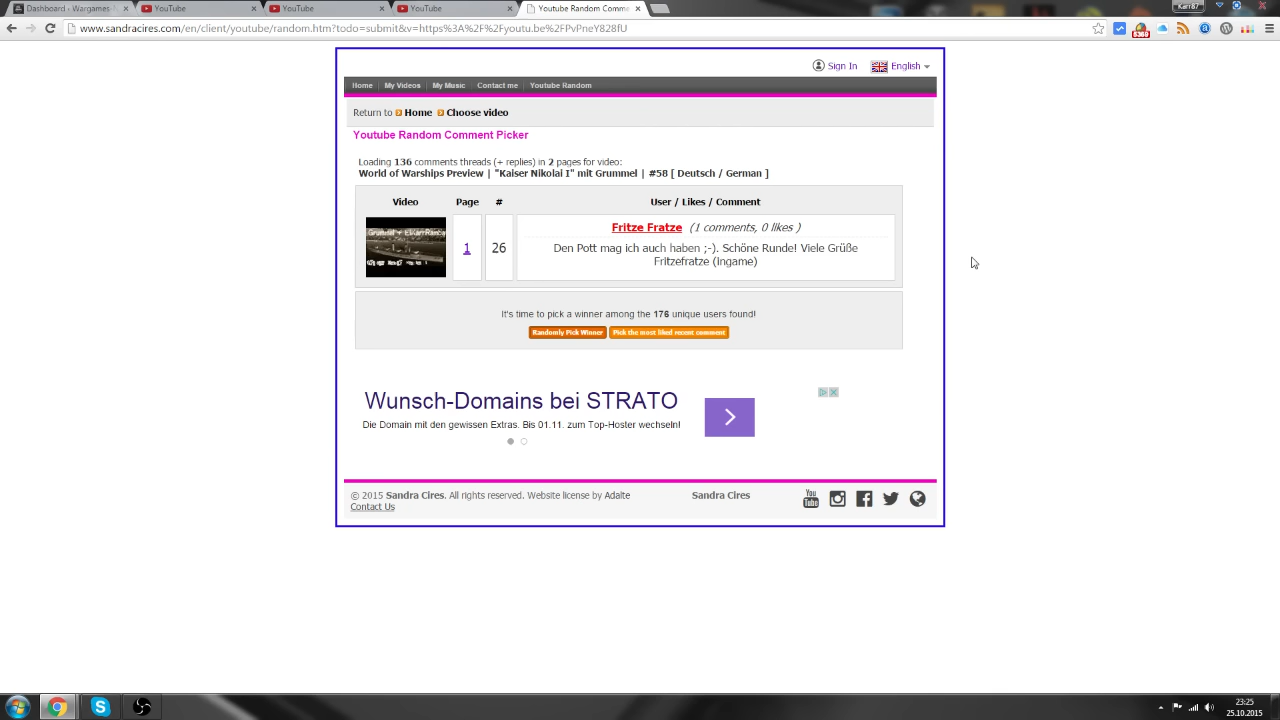 Dashboard ‹ Wargames-
YouTube
YouTube
YouTube
Youtube Random Comment
Karr87
www.sandracires.com/en/client/youtube/random.htm?todo=submit&v=https%3A%2F%2Fyoutu.be%2FPvPneY828fU
Sign In
English
Home
My Videos
My Music
Contact me
Youtube Random
Return to Home Choose video
Youtube Random Comment Picker
Loading 136 comments threads (+ replies) in 2 pages for video:
World of Warships Preview | "Kaiser Nikolai I" mit Grummel | #58 [ Deutsch / German ]
Video Page # User / Likes / Comment
1
26
Fritze Fratze (1 comments, 0 likes )
Den Pott mag ich auch haben ;-). Schöne Runde! Viele Grüße
Fritzefratze (Ingame)
It's time to pick a winner among the 176 unique users found!
Randomly Pick Winner
Pick the most liked recent comment
Wunsch-Domains bei STRATO
Die Domain mit den gewissen Extras. Bis 01.11. zum Top-Hoster wechseln!
© 2015 Sandra Cires. All rights reserved. Website license by Adalte
Contact Us
Sandra Cires
You
Tube
23:25
25.10.2015